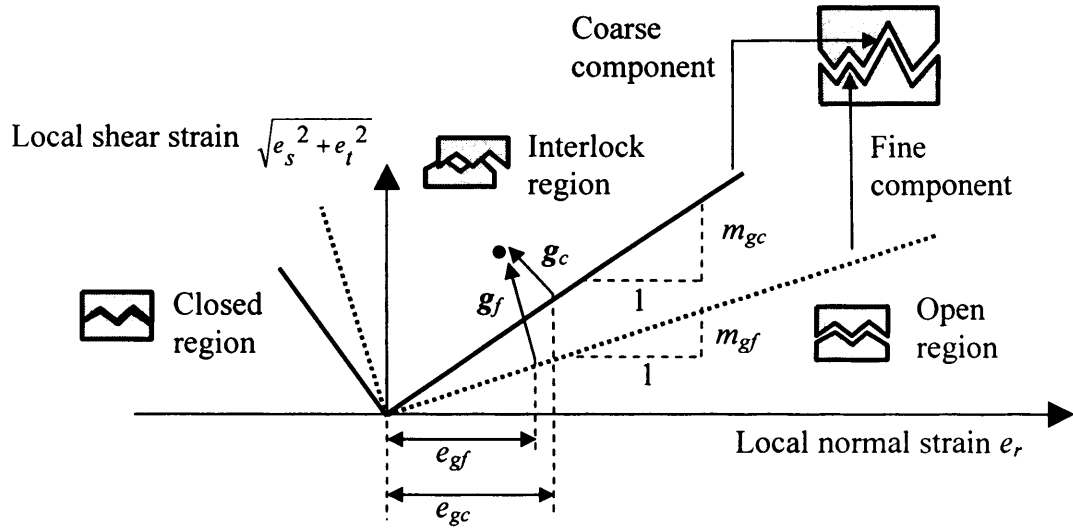 Coarse
component
Local shear strain √(e_s² + e_t²)
Interlock
region
Fine
component
g_c
m_gc
g_f
1
Closed
region
m_gf
Open
region
1
e_gf
Local normal strain e_r
e_gc